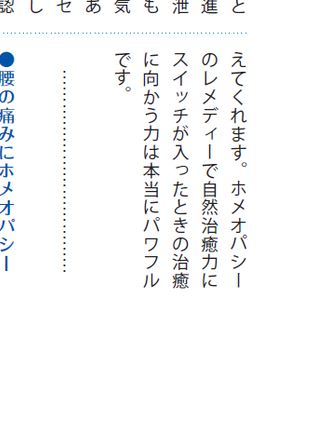 と
進
泄
も
気
あ
セ
し
認
えてくれます。ホメオパシー
のレメディーで自然治癒力に
スイッチが入ったときの治癒
に向かう力は本当にパワフル
です。
●腰の痛みにホメオパシー